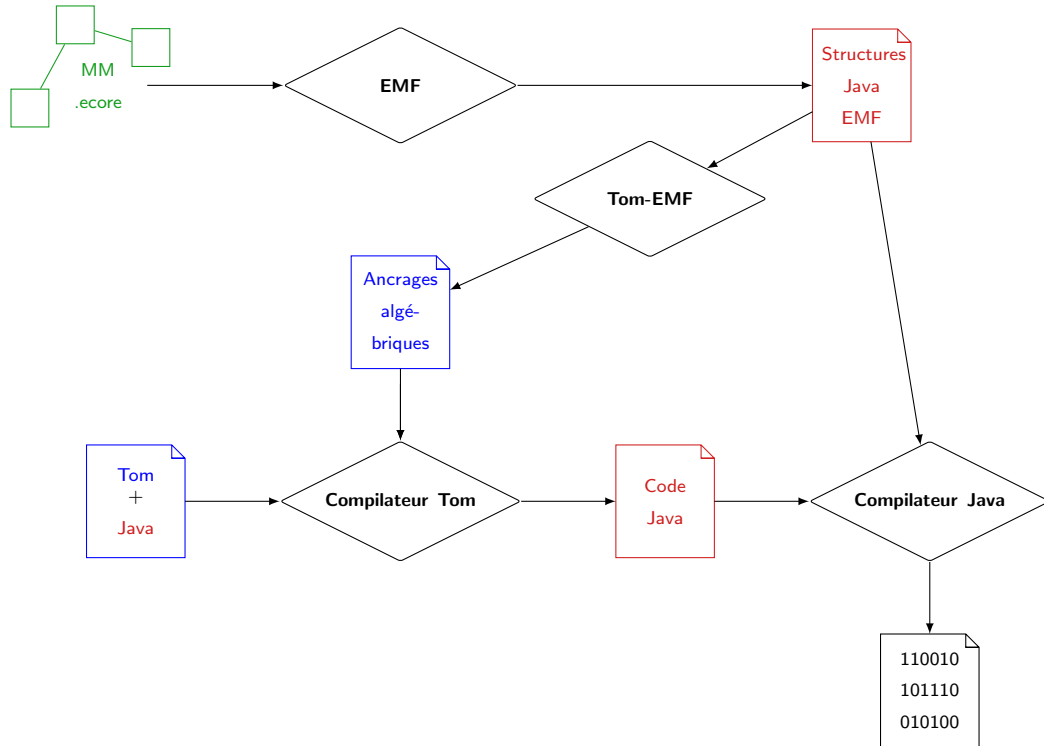 MM
.ecore
EMF
Structures
Java
EMF
Tom-EMF
Ancrages
algé-
briques
Tom
+
Java
Compilateur Tom
Code
Java
Compilateur Java
110010
101110
010100